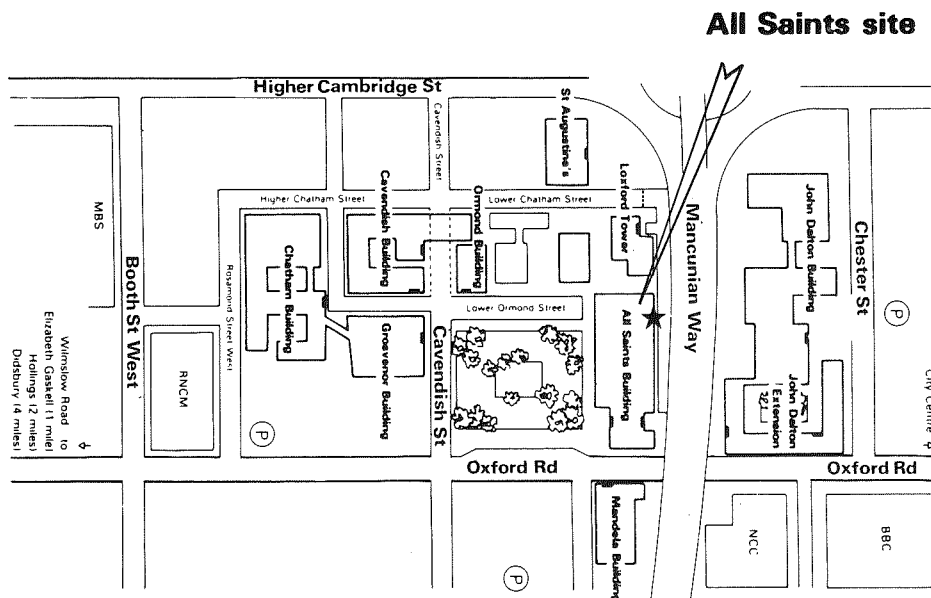 All Saints site
Higher Cambridge St
Cavendish Street
St Augustine's
Higher Chatham Street
Lower Chatham Street
Cavendish Building
Ormond Building
Loxford Tower
Mancunian Way
John Dalton Building
Chester St
P
MBS
Booth St West
Rosamond Street West
Chatham Building
Grosvenor Building
Lower Ormond Street
All Saints Building
John Dalton
Extension
City Centre
Wilmslow Road to
Elizabeth Gaskell (1 mile)
Hollings (2 miles)
Didsbury (4 miles)
RNCM
P
Cavendish St
Oxford Rd
Oxford Rd
Mandela Building
NCC
BBC
P